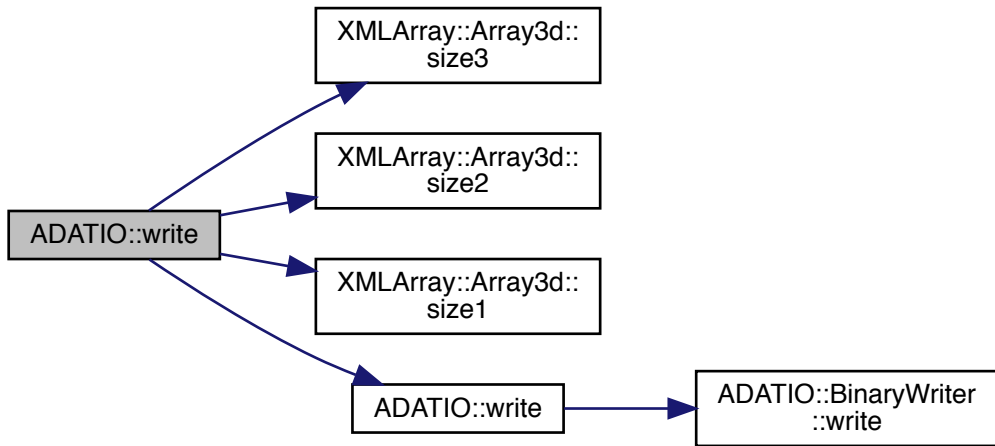 XMLArray::Array3d::
size3
XMLArray::Array3d::
size2
ADATIO::write
XMLArray::Array3d::
size1
ADATIO::write
ADATIO::BinaryWriter
::write